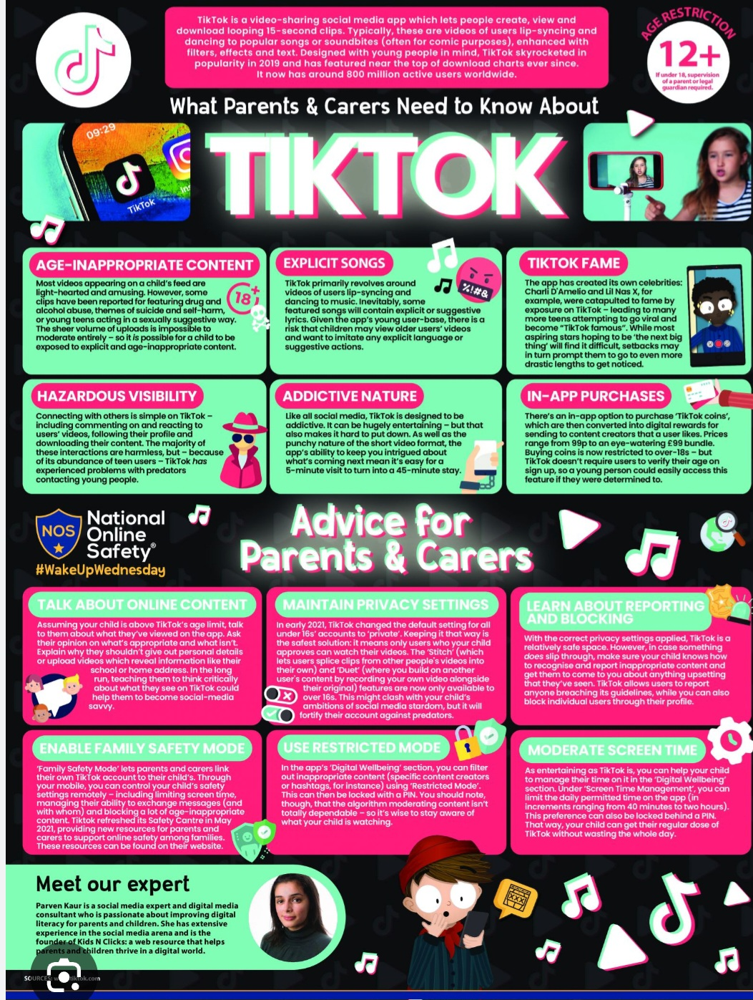 TikTok is a video-sharing social media app which lets people create, view and
download looping 15-second clips. Typically, these are videos of users lip-syncing and
dancing to popular songs or soundbites (often for comic purposes), enhanced with
filters, effects and text. Designed with young people in mind, TikTok skyrocketed in
popularity in 2019 and has featured near the top of download charts ever since.
It now has around 800 million active users worldwide.
AGE RESTRICTION
12+
If under 18, supervision
of a parent or legal
guardian required.
What Parents & Carers Need to Know About
TIKTOK
09:29
TikTok
AGE-INAPPROPRIATE CONTENT
Most videos appearing on a child's feed are
light-hearted and amusing. However, some
clips have been reported for featuring drug and
alcohol abuse, themes of suicide and self-harm,
or young teens acting in a sexually suggestive way.
The sheer volume of uploads is impossible to
moderate entirely – so it is possible for a child to be
exposed to explicit and age-inappropriate content.
18+
EXPLICIT SONGS
TikTok primarily revolves around
videos of users lip-syncing and
dancing to music. Inevitably, some
featured songs will contain explicit or suggestive
lyrics. Given the app's young user-base, there is a
risk that children may view older users' videos
and want to imitate any explicit language or
suggestive actions.
%!#&
TIKTOK FAME
The app has created its own celebrities:
Charli D'Amelio and Lil Nas X, for
example, were catapulted to fame by
exposure on TikTok – leading to many
more teens attempting to go viral and
become "TikTok famous". While most
aspiring stars hoping to be 'the next big
thing' will find it difficult, setbacks may
in turn prompt them to go to even more
drastic lengths to get noticed.
HAZARDOUS VISIBILITY
Connecting with others is simple on TikTok –
including commenting on and reacting to
users' videos, following their profile and
downloading their content. The majority of
these interactions are harmless, but – because
of its abundance of teen users – TikTok has
experienced problems with predators
contacting young people.
ADDICTIVE NATURE
Like all social media, TikTok is designed to be
addictive. It can be hugely entertaining – but that
also makes it hard to put down. As well as the
punchy nature of the short video format, the
app's ability to keep you intrigued about
what's coming next mean it's easy for a
5-minute visit to turn into a 45-minute stay.
IN-APP PURCHASES
There's an in-app option to purchase 'TikTok coins',
which are then converted into digital rewards for
sending to content creators that a user likes. Prices
range from 99p to an eye-watering £99 bundle.
Buying coins is now restricted to over-18s – but
TikTok doesn't require users to verify their age on
sign up, so a young person could easily access this
feature if they were determined to.
NOS
National
Online
Safety®
#WakeUpWednesday
Advice for
Parents & Carers
TALK ABOUT ONLINE CONTENT
Assuming your child is above TikTok's age limit, talk
to them about what they've viewed on the app. Ask
their opinion on what's appropriate and what isn't.
Explain why they shouldn't give out personal details
or upload videos which reveal information like their
school or home address. In the long
run, teaching them to think critically
about what they see on TikTok could
help them to become social-media
savvy.
MAINTAIN PRIVACY SETTINGS
In early 2021, TikTok changed the default setting for all
under 16s' accounts to 'private'. Keeping it that way is
the safest solution: it means only users who your child
approves can watch their videos. The 'Stitch' (which
lets users splice clips from other people's videos into
their own) and 'Duet' (where you build on another
user's content by recording your own video alongside
their original) features are now only available to
over 16s. This might clash with your child's
ambitions of social media stardom, but it will
fortify their account against predators.
LEARN ABOUT REPORTING
AND BLOCKING
With the correct privacy settings applied, TikTok is a
relatively safe space. However, in case something
does slip through, make sure your child knows how
to recognise and report inappropriate content and
get them to come to you about anything upsetting
that they've seen. TikTok allows users to report
anyone breaching its guidelines, while you can also
block individual users through their profile.
ENABLE FAMILY SAFETY MODE
'Family Safety Mode' lets parents and carers link
their own TikTok account to their child's. Through
your mobile, you can control your child's safety
settings remotely – including limiting screen time,
managing their ability to exchange messages (and
with whom) and blocking a lot of age-inappropriate
content. Tiktok refreshed its Safety Cantre in May
2021, providing new resources for parents and
carers to support online safety among families.
These resources can be found on their website.
USE RESTRICTED MODE
In the app's 'Digital Wellbeing' section, you can filter
out inappropriate content (specific content creators
or hashtags, for instance) using 'Restricted Mode'.
This can then be locked with a PIN. You should note,
though, that the algorithm moderating content isn't
totally dependable – so it's wise to stay aware of
what your child is watching.
MODERATE SCREEN TIME
As entertaining as TikTok is, you can help your child
to manage their time on it in the 'Digital Wellbeing'
section. Under 'Screen Time Management', you can
limit the daily permitted time on the app (in
increments ranging from 40 minutes to two hours).
This preference can also be locked behind a PIN.
That way, your child can get their regular dose of
TikTok without wasting the whole day.
Meet our expert
Parven Kaur is a social media expert and digital media
consultant who is passionate about improving digital
literacy for parents and children. She has extensive
experience in the social media arena and is the
founder of Kids N Clicks: a web resource that helps
parents and children thrive in a digital world.
SOURCES: tiktok.com